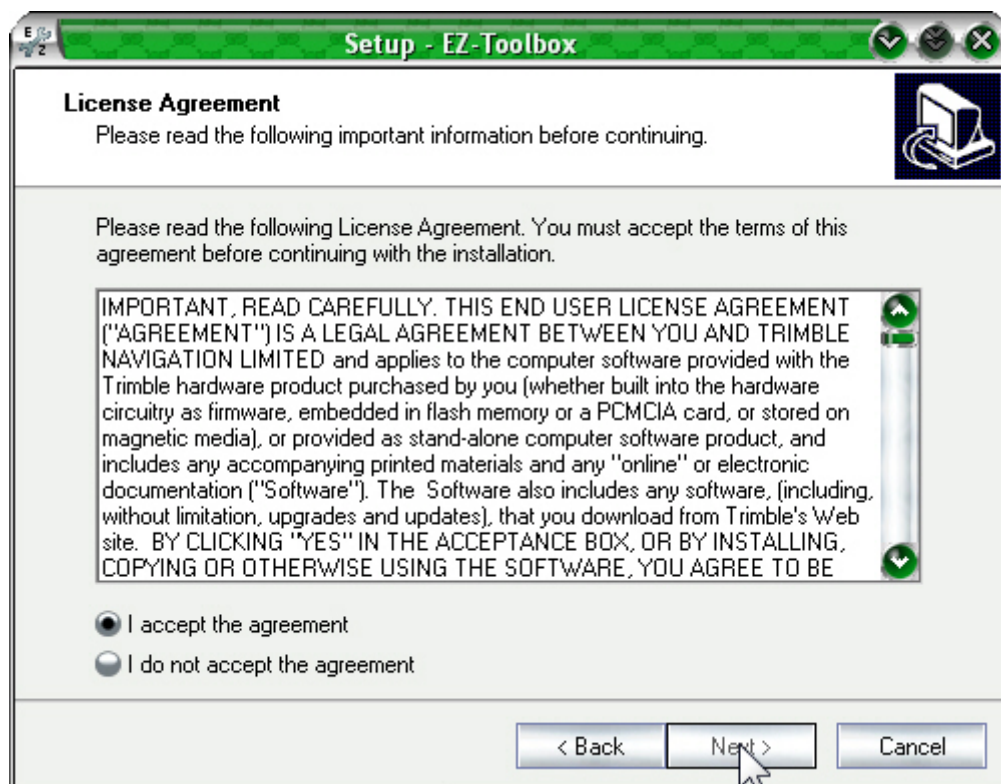 E
2
Setup - EZ-Toolbox
License Agreement
Please read the following important information before continuing.
Please read the following License Agreement. You must accept the terms of this
agreement before continuing with the installation.
IMPORTANT, READ CAREFULLY. THIS END USER LICENSE AGREEMENT
("AGREEMENT") IS A LEGAL AGREEMENT BETWEEN YOU AND TRIMBLE
NAVIGATION LIMITED and applies to the computer software provided with the
Trimble hardware product purchased by you (whether built into the hardware
circuitry as firmware, embedded in flash memory or a PCMCIA card, or stored on
magnetic media), or provided as stand-alone computer software product, and
includes any accompanying printed materials and any "online" or electronic
documentation ("Software"). The  Software also includes any software, (including,
without limitation, upgrades and updates), that you download from Trimble's Web
site.  BY CLICKING "YES" IN THE ACCEPTANCE BOX, OR BY INSTALLING,
COPYING OR OTHERWISE USING THE SOFTWARE, YOU AGREE TO BE
I accept the agreement
I do not accept the agreement
< Back
Next >
Cancel